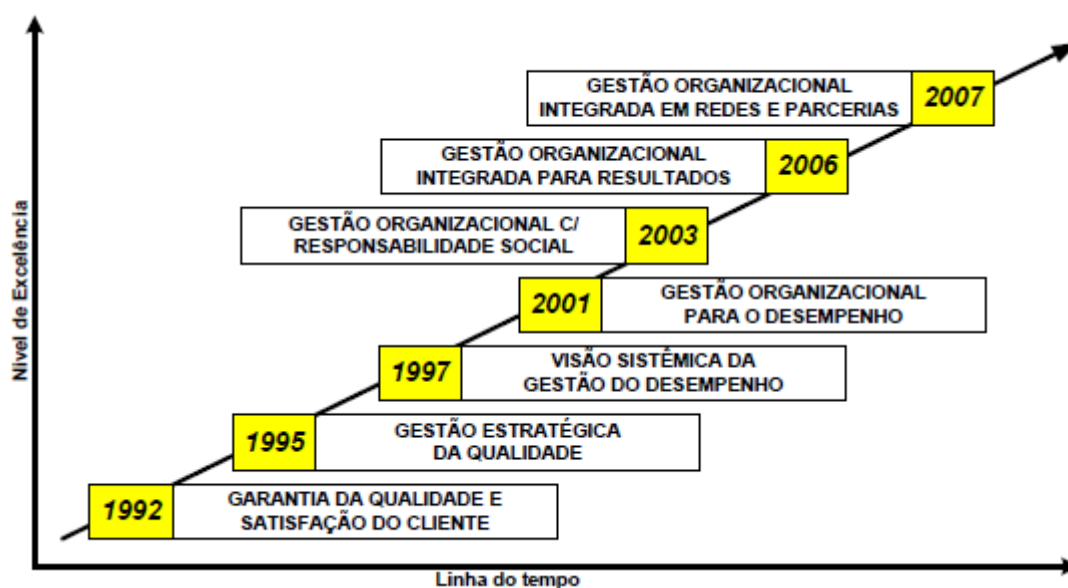 GESTÃO ORGANIZACIONAL
INTEGRADA EM REDES E PARCERIAS
2007
GESTÃO ORGANIZACIONAL
INTEGRADA PARA RESULTADOS
2006
GESTÃO ORGANIZACIONAL C/
RESPONSABILIDADE SOCIAL
2003
2001
GESTÃO ORGANIZACIONAL
PARA O DESEMPENHO
1997
VISÃO SISTÊMICA DA
GESTÃO DO DESEMPENHO
1995
GESTÃO ESTRATÉGICA
DA QUALIDADE
1992
GARANTIA DA QUALIDADE E
SATISFAÇÃO DO CLIENTE
Nível de Excelência
Linha do tempo